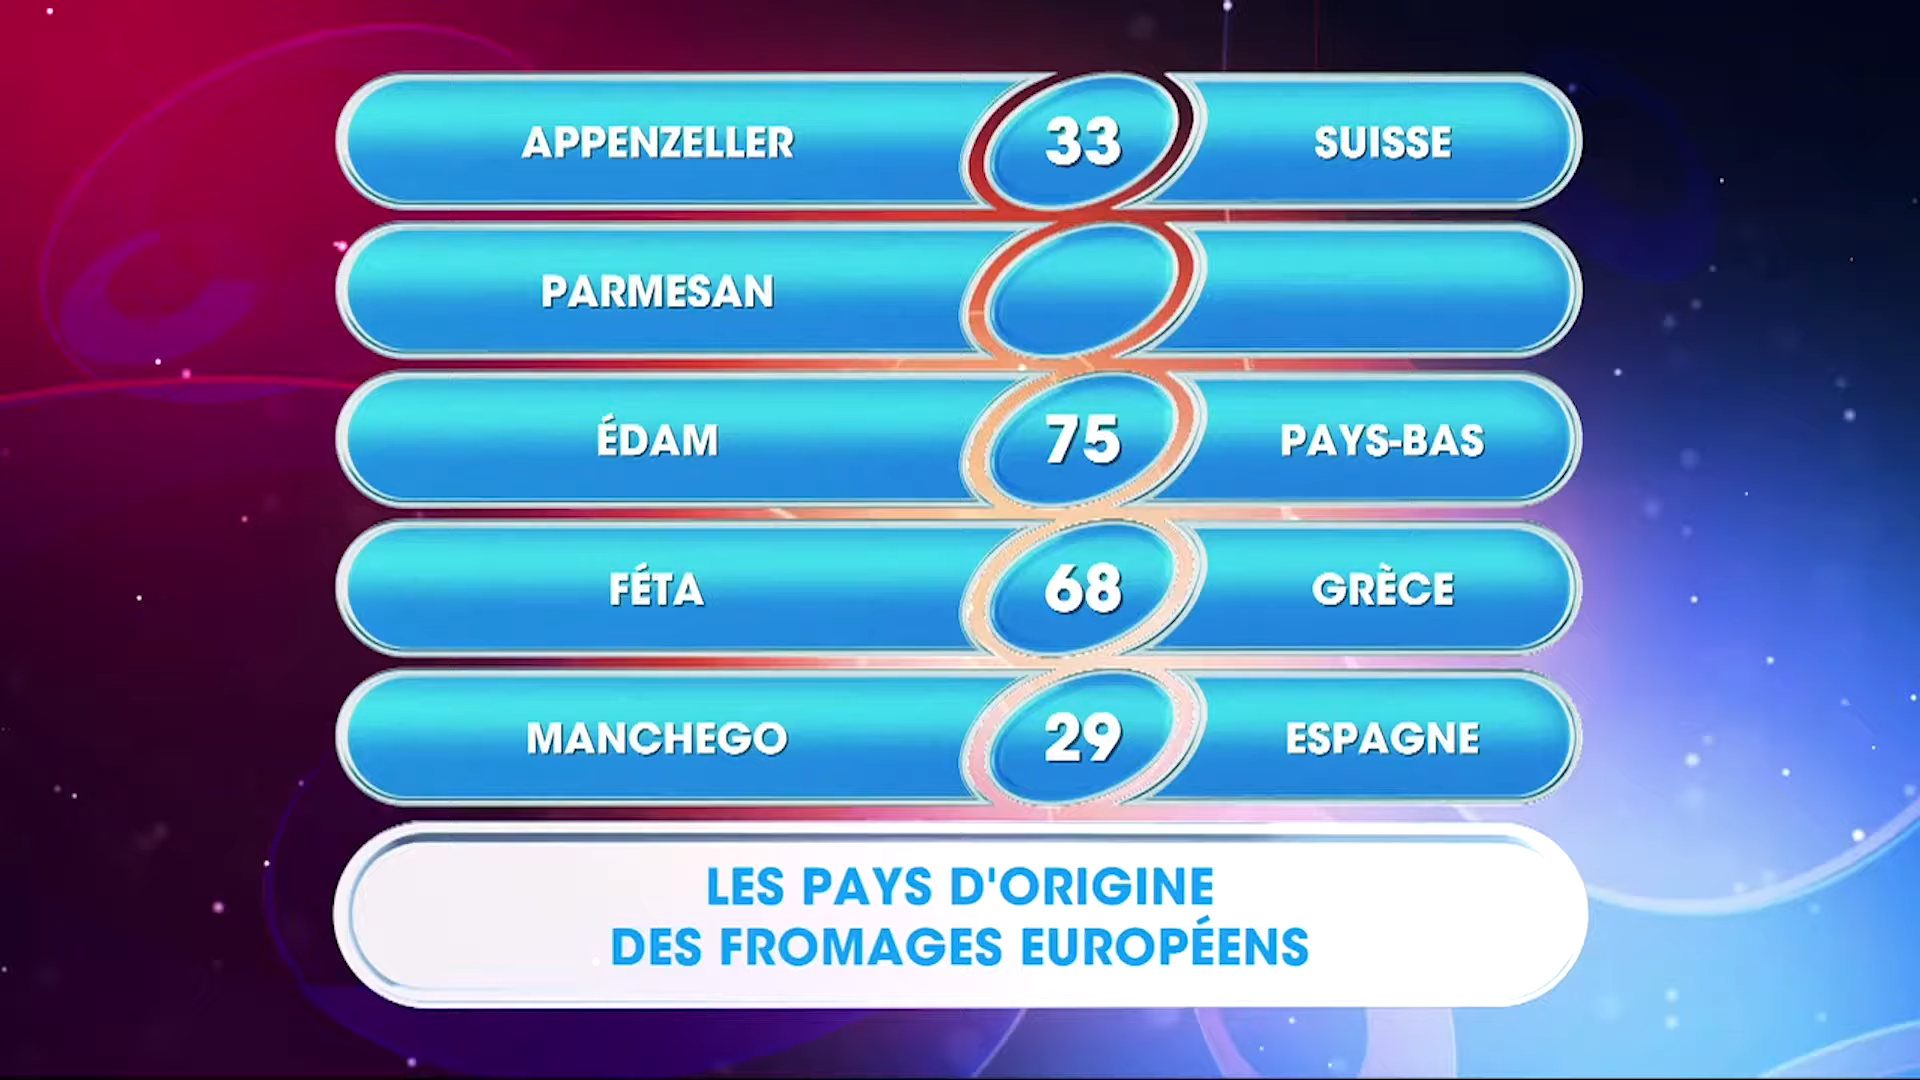 APPENZELLER 33 SUISSE
PARMESAN
ÉDAM 75 PAYS-BAS
FÉTA 68 GRÈCE
MANCHEGO 29 ESPAGNE
LES PAYS D'ORIGINE
DES FROMAGES EUROPÉENS